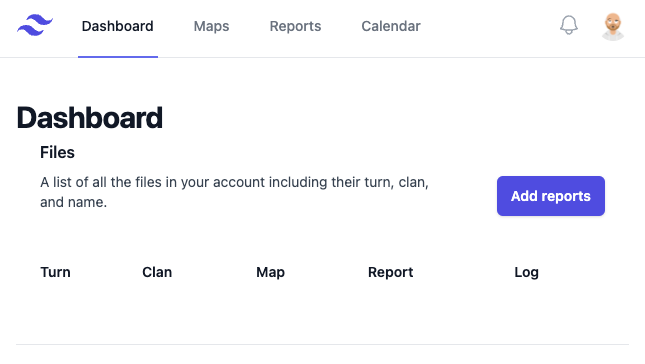 Dashboard Maps Reports Calendar
Dashboard
Files
A list of all the files in your account including their turn, clan,
and name.
Add reports
Turn Clan Map Report Log